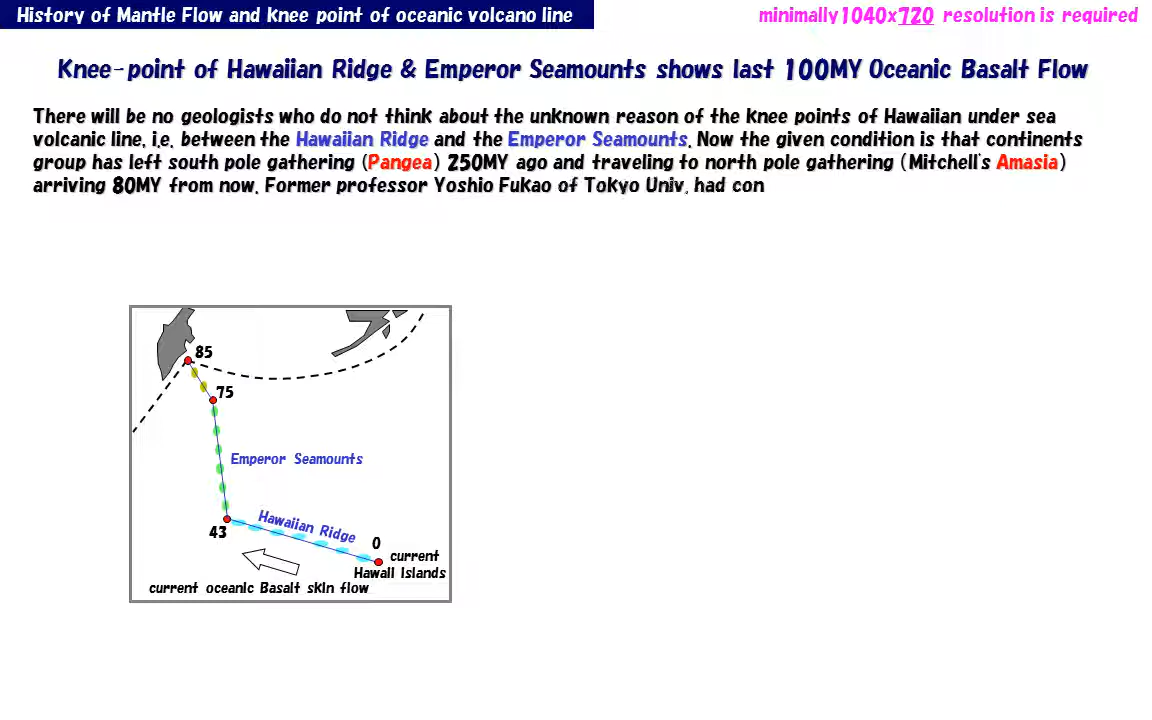 History of Mantle Flow and Knee point of oceanic volcano line
minimally 1040x720 resolution is required
Knee-point of Hawaiian Ridge & Emperor Seamounts shows last 100MY Oceanic Basalt Flow
There will be no geologists who do not think about the unknown reason of the knee points of Hawaiian under sea
volcanic line, i.e. between the Hawaiian Ridge and the Emperor Seamounts. Now the given condition is that continents
group has left south pole gathering (Pangea) 250MY ago and traveling to north pole gathering (Mitchell's Amasia)
arriving 80MY from now. Former professor Yoshio Fukao of Tokyo Univ. had con
85
75
Emperor Seamounts
Hawaiian Ridge
43
0
current
Hawaii Islands
current oceanic Basalt skin flow